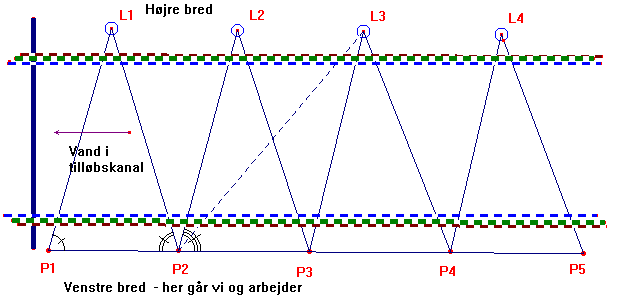 Højre bred
L1 L2 L3 L4
Vand i
tilløbskanal
P1 P2 P3 P4 P5
Venstre bred - her går vi og arbejder